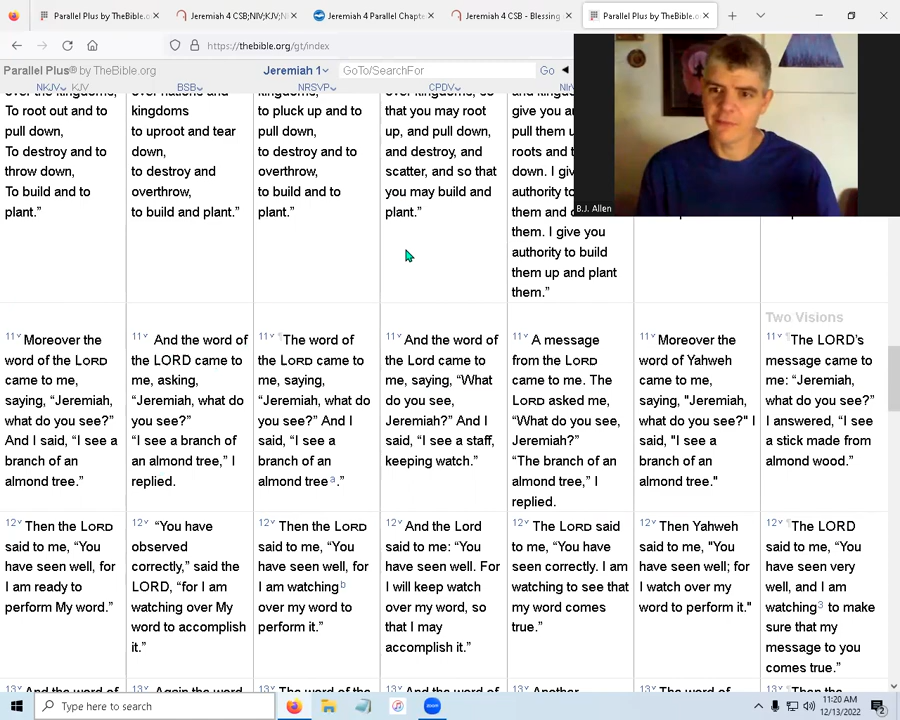 Parallel Plus by TheBible.org
Jeremiah 4 CSB;NIV;KJV;N
Jeremiah 4 Parallel Chapte
Jeremiah 4 CSB - Blessing
Parallel Plus by TheBible.org
https://thebible.org/gt/index
Parallel Plus® by TheBible.org
Jeremiah 1
GoTo/SearchFor
Go
NKJV KJV
BSB
NRSVP
CPDV
over the kingdoms,
To root out and to
pull down,
To destroy and to
throw down,
To build and to
plant.”
over nations and
kingdoms
to uproot and tear
down,
to destroy and
overthrow,
to build and plant.”
kingdoms,
to pluck up and to
pull down,
to destroy and to
overthrow,
to build and to
plant.”
over kingdoms, so
that you may root
up, and pull down,
and destroy, and
scatter, and so that
you may build and
plant.”
and kingd
give you a
pull them u
roots and t
down. I giv
authority to
them and d
them. I give you
authority to build
them up and plant
them.”
B.J. Allen
11 Moreover the
word of the LORD
came to me,
saying, “Jeremiah,
what do you see?”
And I said, “I see a
branch of an
almond tree.”
11 And the word of
the LORD came to
me, asking,
“Jeremiah, what do
you see?”
“I see a branch of
an almond tree,” I
replied.
11 The word of
the LORD came to
me, saying,
“Jeremiah, what do
you see?” And I
said, “I see a
branch of an
almond tree a.”
11 And the word of
the Lord came to
me, saying, “What
do you see,
Jeremiah?” And I
said, “I see a staff,
keeping watch.”
11 A message
from the LORD
came to me. The
LORD asked me,
“What do you see,
Jeremiah?”
“The branch of an
almond tree,” I
replied.
11 Moreover the
word of Yahweh
came to me,
saying, "Jeremiah,
what do you see?" I
said, "I see a
branch of an
almond tree."
Two Visions
11 ¶The LORD’s
message came to
me: “Jeremiah,
what do you see?”
I answered, “I see
a stick made from
almond wood.”
12 Then the LORD
said to me, “You
have seen well, for
I am ready to
perform My word.”
12 “You have
observed
correctly,” said the
LORD, “for I am
watching over My
word to accomplish
it.”
12 Then the LORD
said to me, “You
have seen well, for
I am watching b
over my word to
perform it.”
12 And the Lord
said to me: “You
have seen well. For
I will keep watch
over my word, so
that I may
accomplish it.”
12 The LORD said
to me, “You have
seen correctly. I am
watching to see that
my word comes
true.”
12 Then Yahweh
said to me, "You
have seen well; for
I watch over my
word to perform it."
12 ¶The LORD
said to me, “You
have seen very
well, and I am
watching 3 to make
sure that my
message to you
comes true.”
Type here to search
11:20 AM
12/13/2022